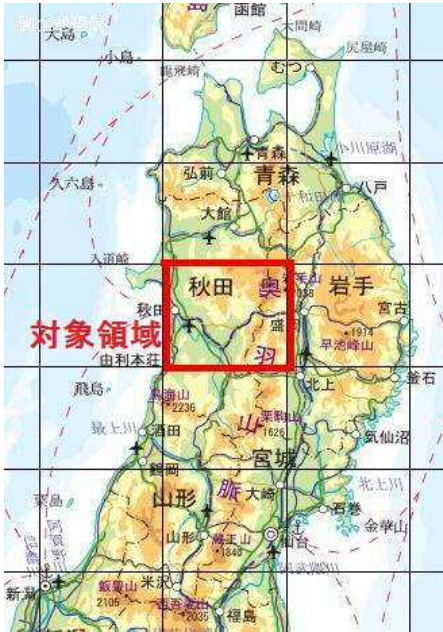 函館
大島
小島
大間崎
尻屋崎
龍飛崎
むつ
青森
小川原湖
弘前
青森
久六島
八戸
大館
入道崎
秋田
奥
岩手
秋田
盛
宮古
1914
早池峰山
対象領域
羽
由利本荘
北上
釜石
飛島
鳥海山
2236
栗駒山
1626
最上川
酒田
山
気仙沼
鶴岡
宮城
粟島
山形
脈
大崎
北上川
石巻
金華山
山形
蔵王山
1840
仙台
飯豊山
2105
米沢
新潟
2035
福島